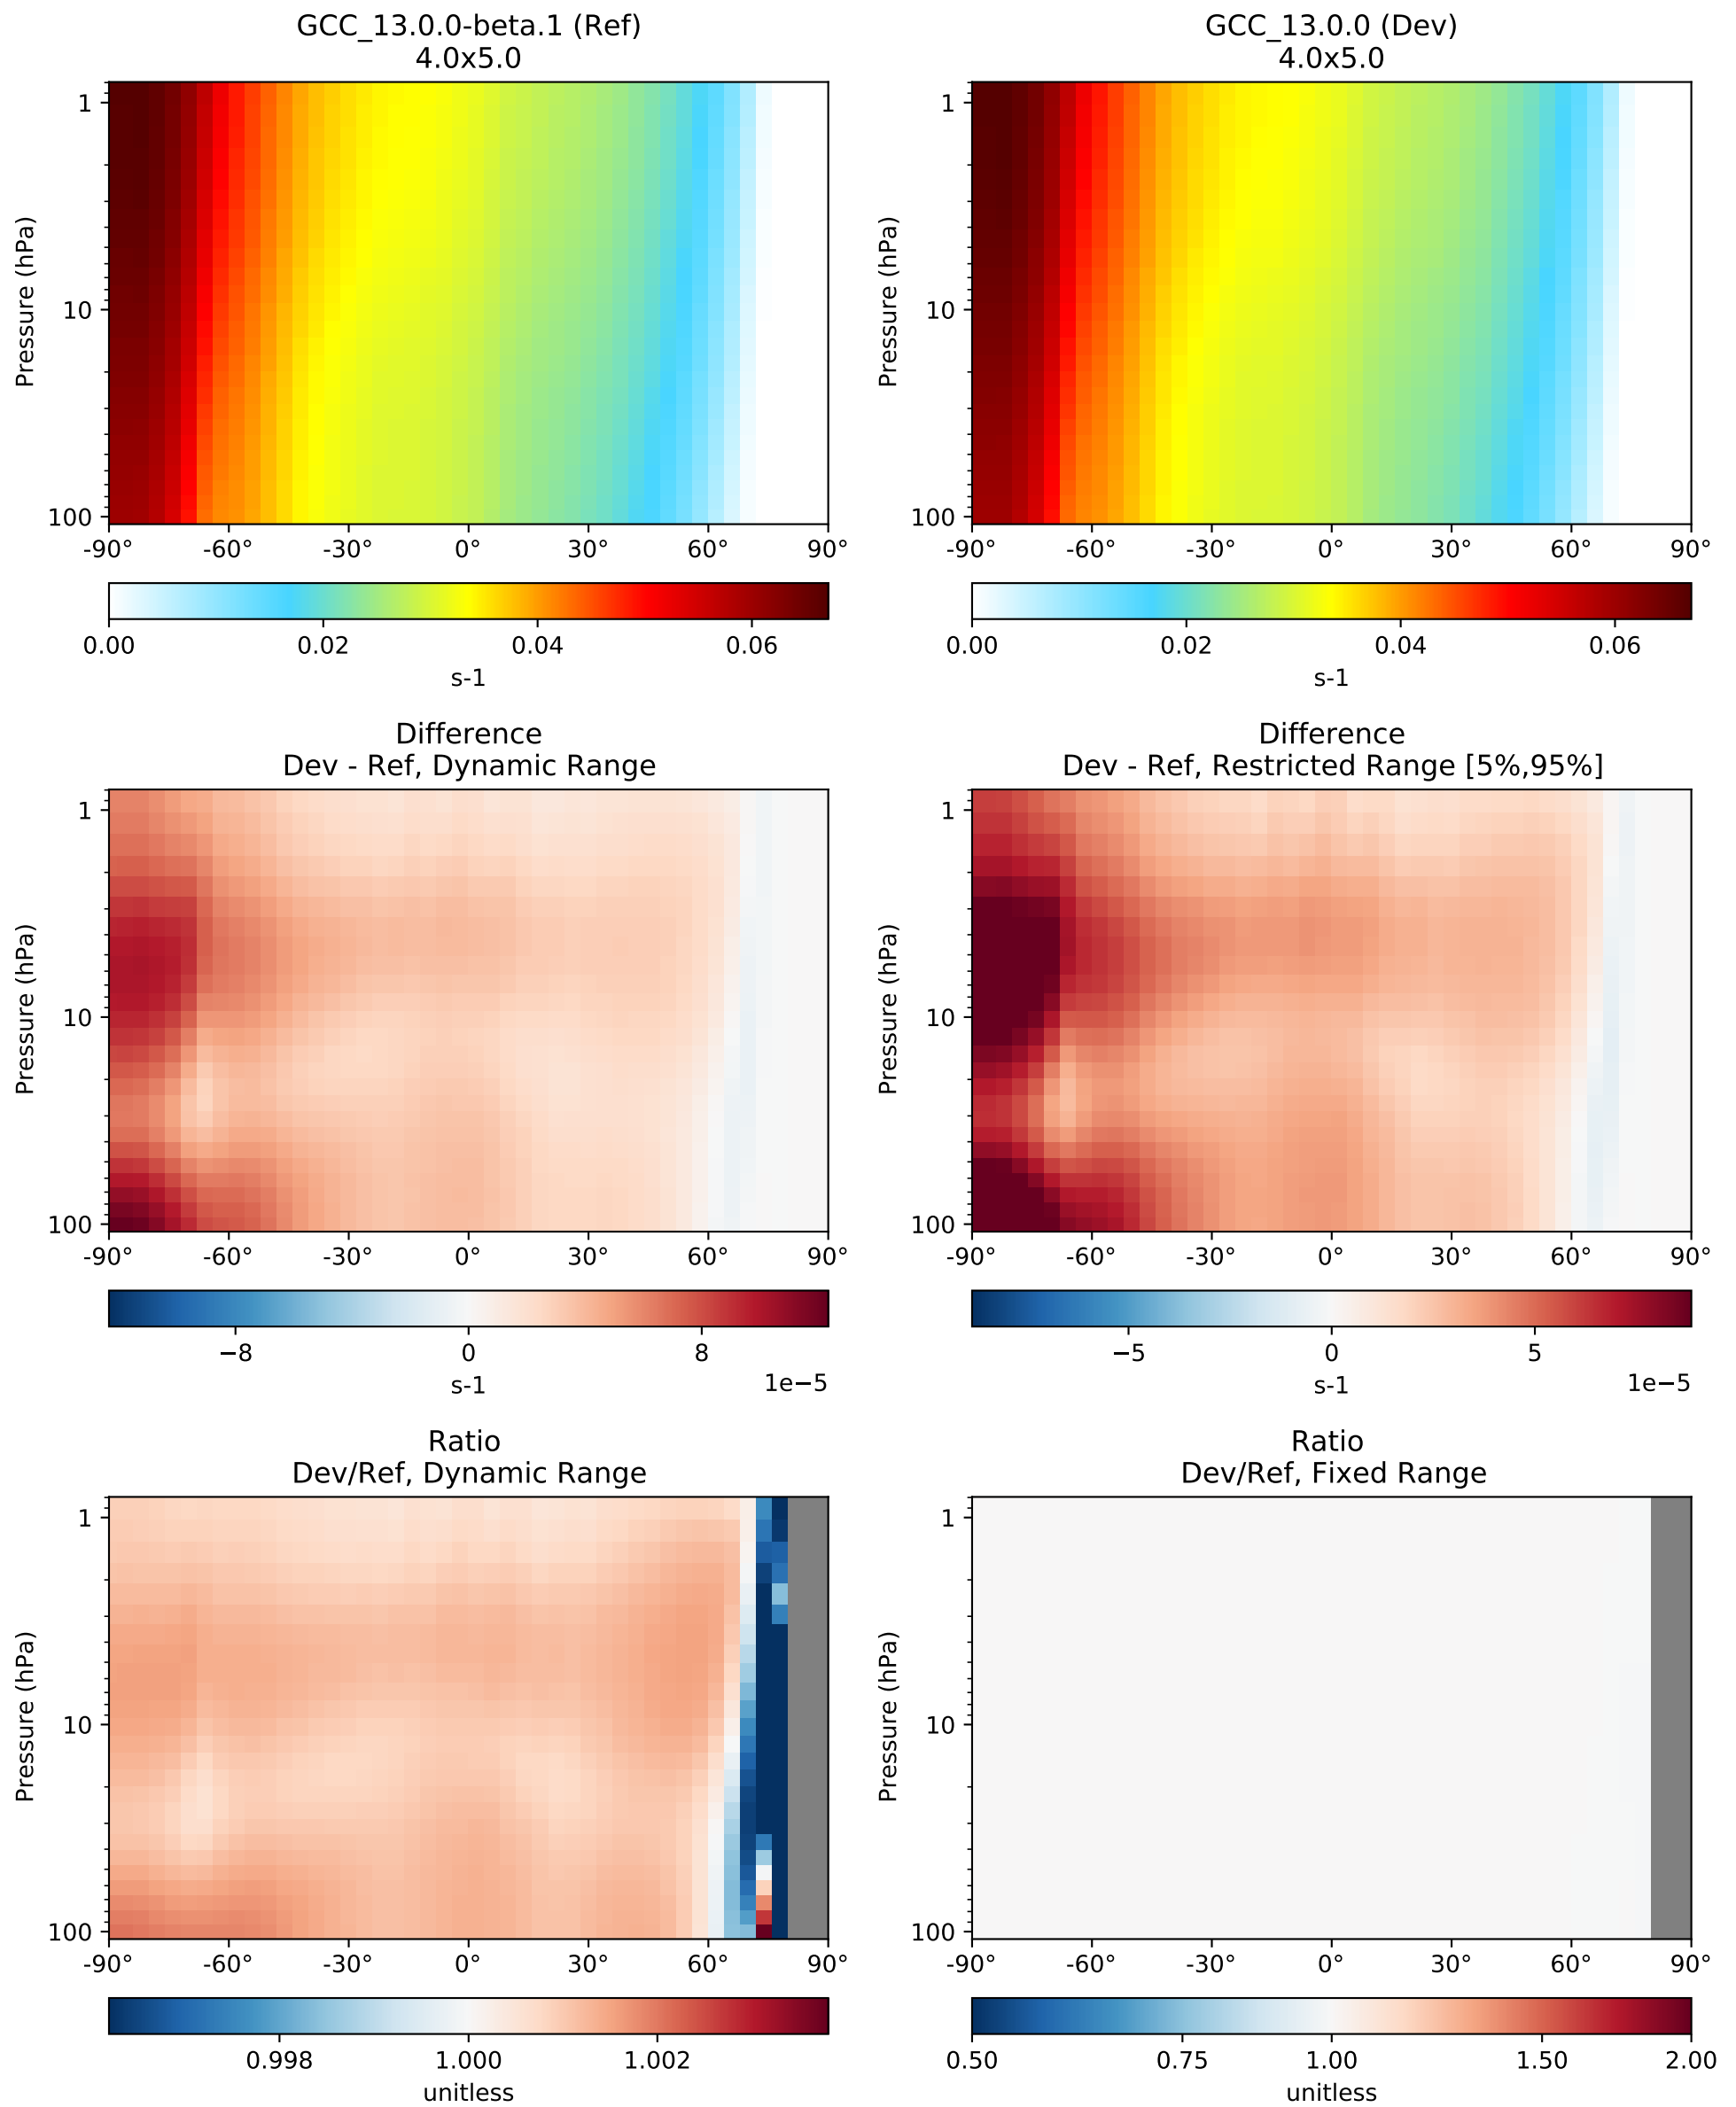 GCC_13.0.0-beta.1 (Ref)
4.0x5.0
Pressure (hPa)
1
10
100
-90° -60° -30° 0° 30° 60° 90°
0.00 0.02 0.04 0.06
s-1
GCC_13.0.0 (Dev)
4.0x5.0
Pressure (hPa)
1
10
100
-90° -60° -30° 0° 30° 60° 90°
0.00 0.02 0.04 0.06
s-1
Difference
Dev - Ref, Dynamic Range
Pressure (hPa)
1
10
100
-90° -60° -30° 0° 30° 60° 90°
−8 0 8
s-1 1e−5
Difference
Dev - Ref, Restricted Range [5%,95%]
Pressure (hPa)
1
10
100
-90° -60° -30° 0° 30° 60° 90°
−5 0 5
s-1 1e−5
Ratio
Dev/Ref, Dynamic Range
Pressure (hPa)
1
10
100
-90° -60° -30° 0° 30° 60° 90°
0.998 1.000 1.002
unitless
Ratio
Dev/Ref, Fixed Range
Pressure (hPa)
1
10
100
-90° -60° -30° 0° 30° 60° 90°
0.50 0.75 1.00 1.50 2.00
unitless